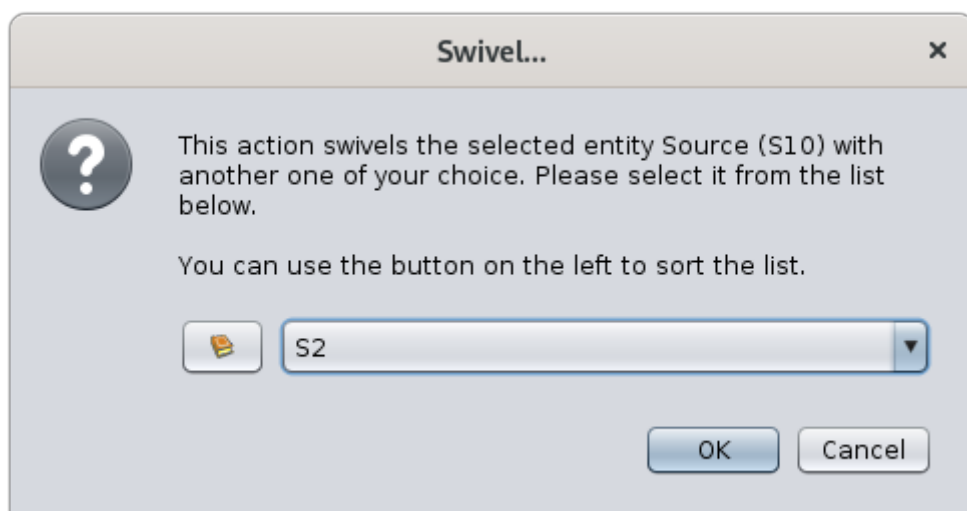 Swivel...
This action swivels the selected entity Source (S10) with
another one of your choice. Please select it from the list
below.
You can use the button on the left to sort the list.
S2
OK Cancel